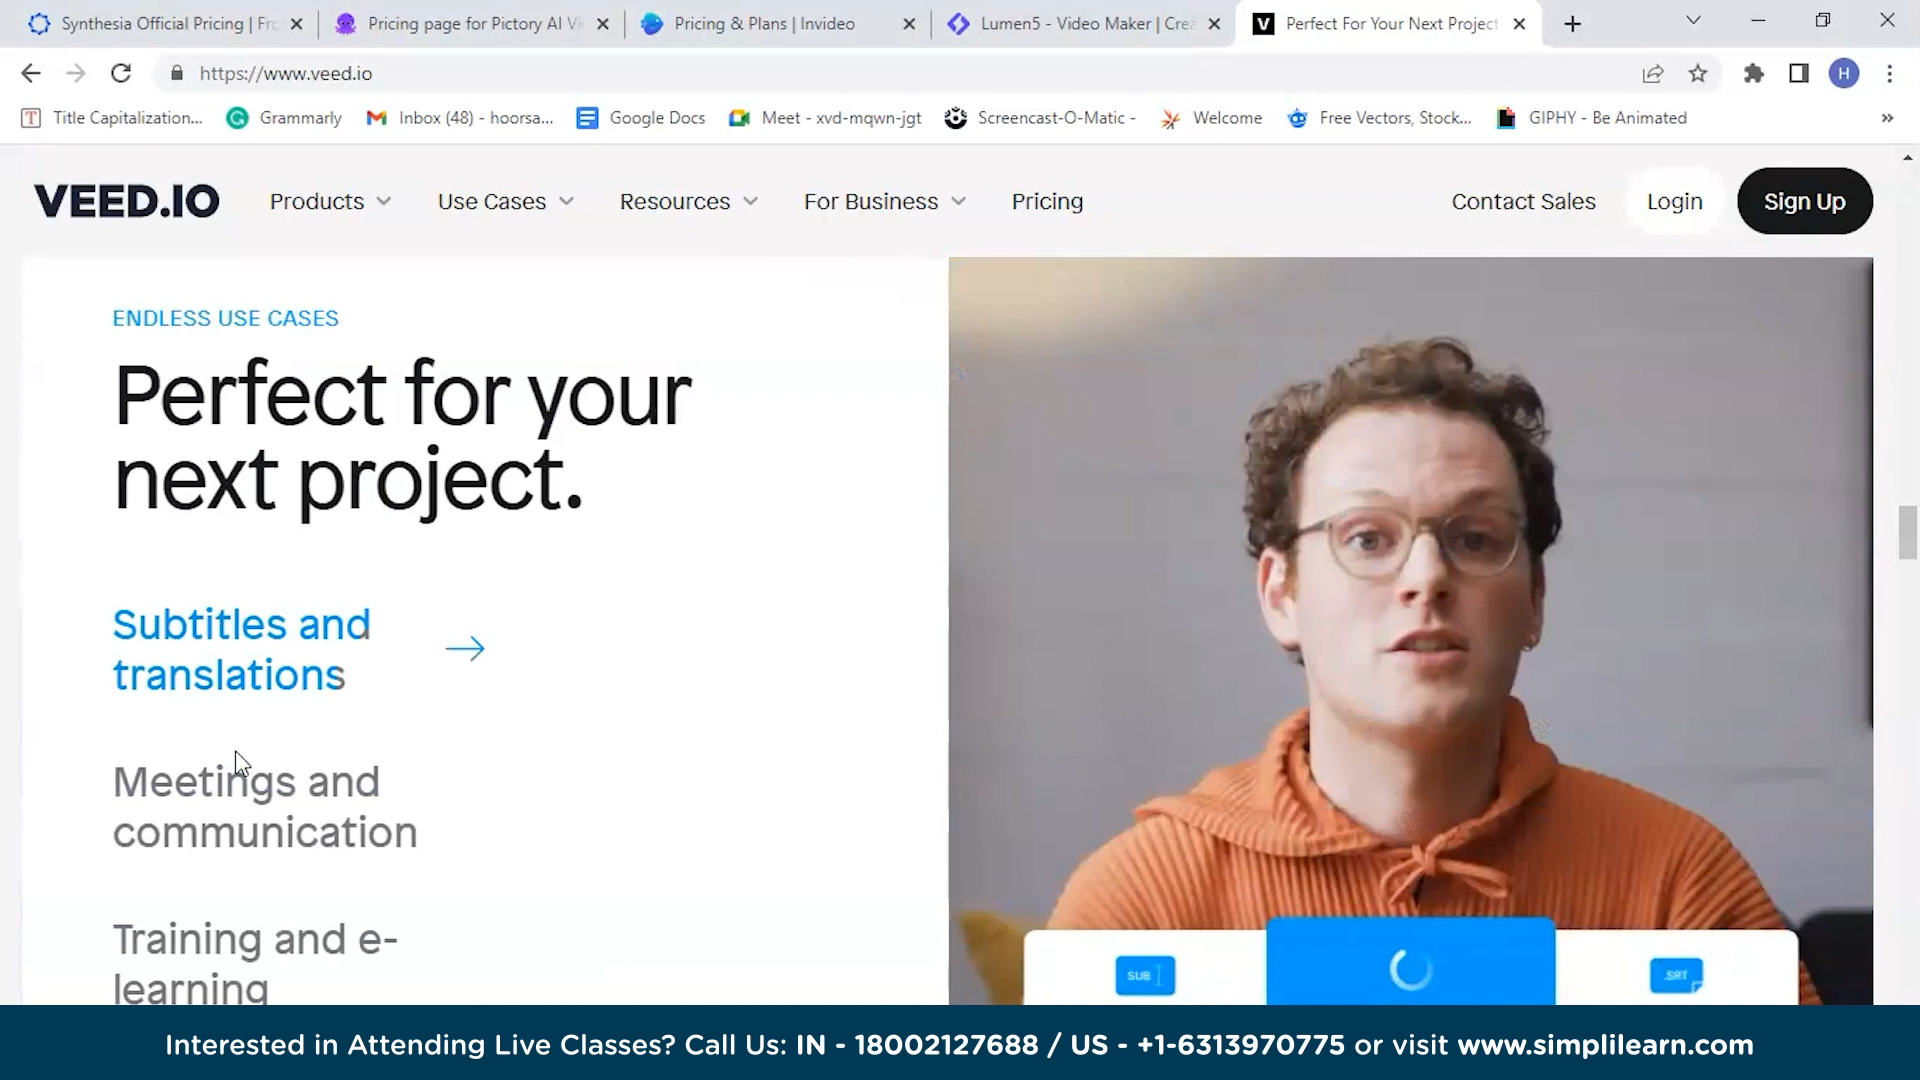 Synthesia Official Pricing | Fr
Pricing page for Pictory AI Vi
Pricing & Plans | Invideo
Lumen5 - Video Maker | Crea
Perfect For Your Next Project
https://www.veed.io
H
T
Title Capitalization...
Grammarly
Inbox (48) - hoorsa...
Google Docs
Meet - xvd-mqwn-jgt
Screencast-O-Matic -
Welcome
Free Vectors, Stock...
GIPHY - Be Animated
VEED.IO
Products
Use Cases
Resources
For Business
Pricing
Contact Sales
Login
Sign Up
ENDLESS USE CASES
Perfect for your
next project.
Subtitles and
translations
Meetings and
communication
Training and e-
learning
SUB
.SRT
Interested in Attending Live Classes? Call Us: IN - 18002127688 / US - +1-6313970775 or visit www.simplilearn.com